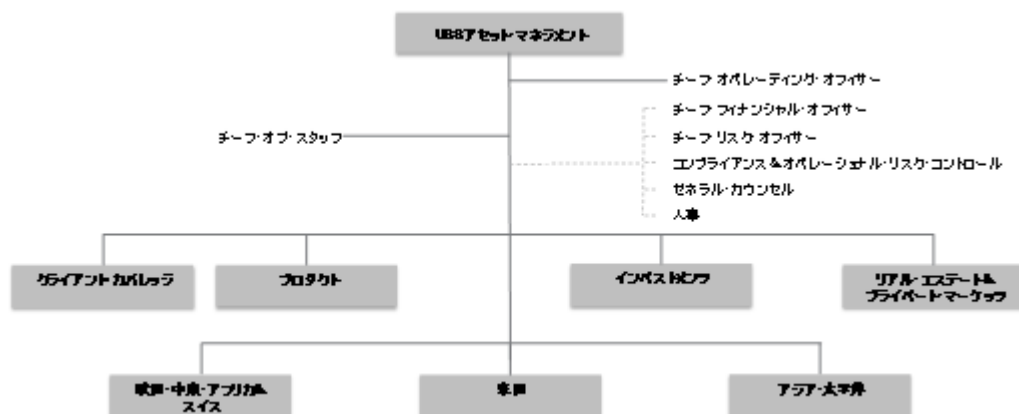 UBSアセット・マネジメント
チーフ オペレーティング・オフィサー
チーフ フィナンシャル・オフィサー
チーフ・オブ・スタッフ
チーフ リスク オフィサー
コンプライアンス&オペレーショナル・リスク・コントロール
ゼネラル・カウンセル
人事
クライアント カバレッジ
プロダクト
インベストメンツ
リアル・エステート&
プライベート マーケッツ
欧州・中東・アフリカ&
スイス
米国
アジア・太平洋